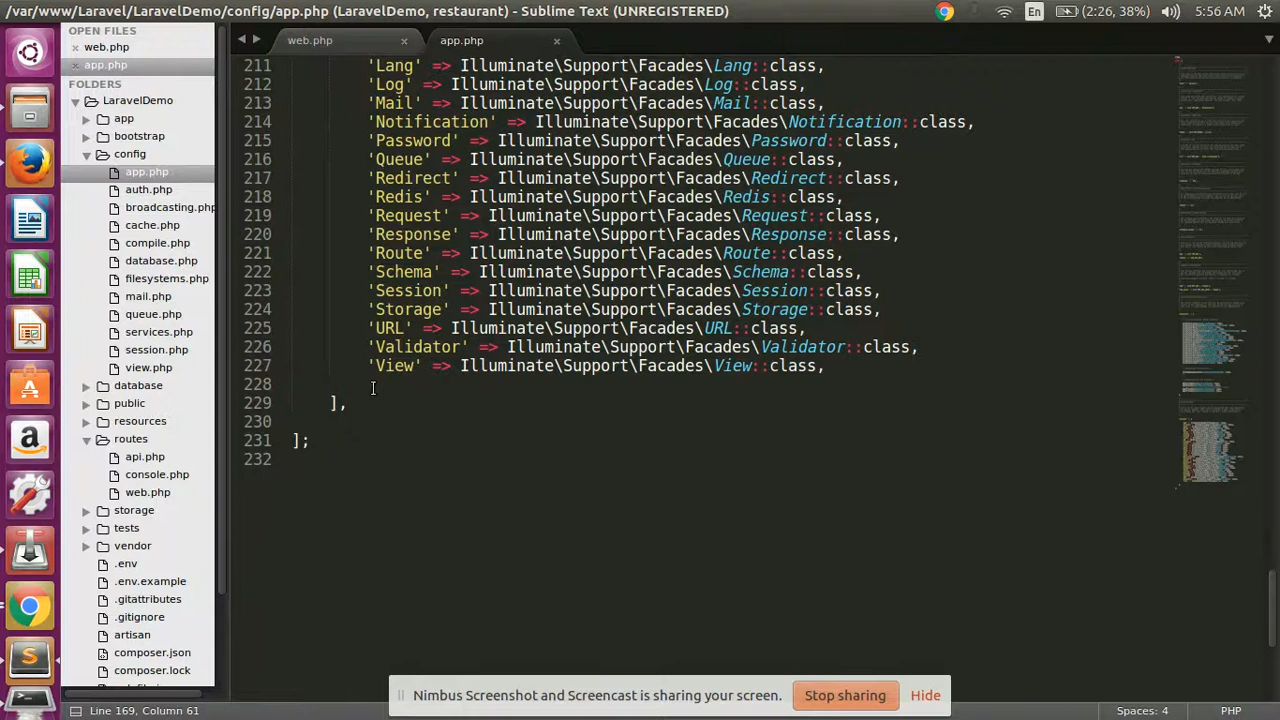 /var/www/Laravel/LaravelDemo/config/app.php (LaravelDemo, restaurant) - Sublime Text (UNREGISTERED)
En
(2:26, 38%)
5:56 AM
OPEN FILES
web.php
app.php
FOLDERS
LaravelDemo
app
bootstrap
config
app.php
auth.php
broadcasting.php
cache.php
compile.php
database.php
filesystems.php
mail.php
queue.php
services.php
session.php
view.php
database
public
resources
routes
api.php
console.php
web.php
storage
tests
vendor
.env
.env.example
.gitattributes
.gitignore
artisan
composer.json
composer.lock
web.php
app.php
211 'Lang' => Illuminate\Support\Facades\Lang::class,
212 'Log' => Illuminate\Support\Facades\Log::class,
213 'Mail' => Illuminate\Support\Facades\Mail::class,
214 'Notification' => Illuminate\Support\Facades\Notification::class,
215 'Password' => Illuminate\Support\Facades\Password::class,
216 'Queue' => Illuminate\Support\Facades\Queue::class,
217 'Redirect' => Illuminate\Support\Facades\Redirect::class,
218 'Redis' => Illuminate\Support\Facades\Redis::class,
219 'Request' => Illuminate\Support\Facades\Request::class,
220 'Response' => Illuminate\Support\Facades\Response::class,
221 'Route' => Illuminate\Support\Facades\Route::class,
222 'Schema' => Illuminate\Support\Facades\Schema::class,
223 'Session' => Illuminate\Support\Facades\Session::class,
224 'Storage' => Illuminate\Support\Facades\Storage::class,
225 'URL' => Illuminate\Support\Facades\URL::class,
226 'Validator' => Illuminate\Support\Facades\Validator::class,
227 'View' => Illuminate\Support\Facades\View::class,
228
229 ],
230
231 ];
232
Nimbus Screenshot and Screencast is sharing your screen.
Stop sharing
Hide
Line 169, Column 61
Spaces: 4
PHP